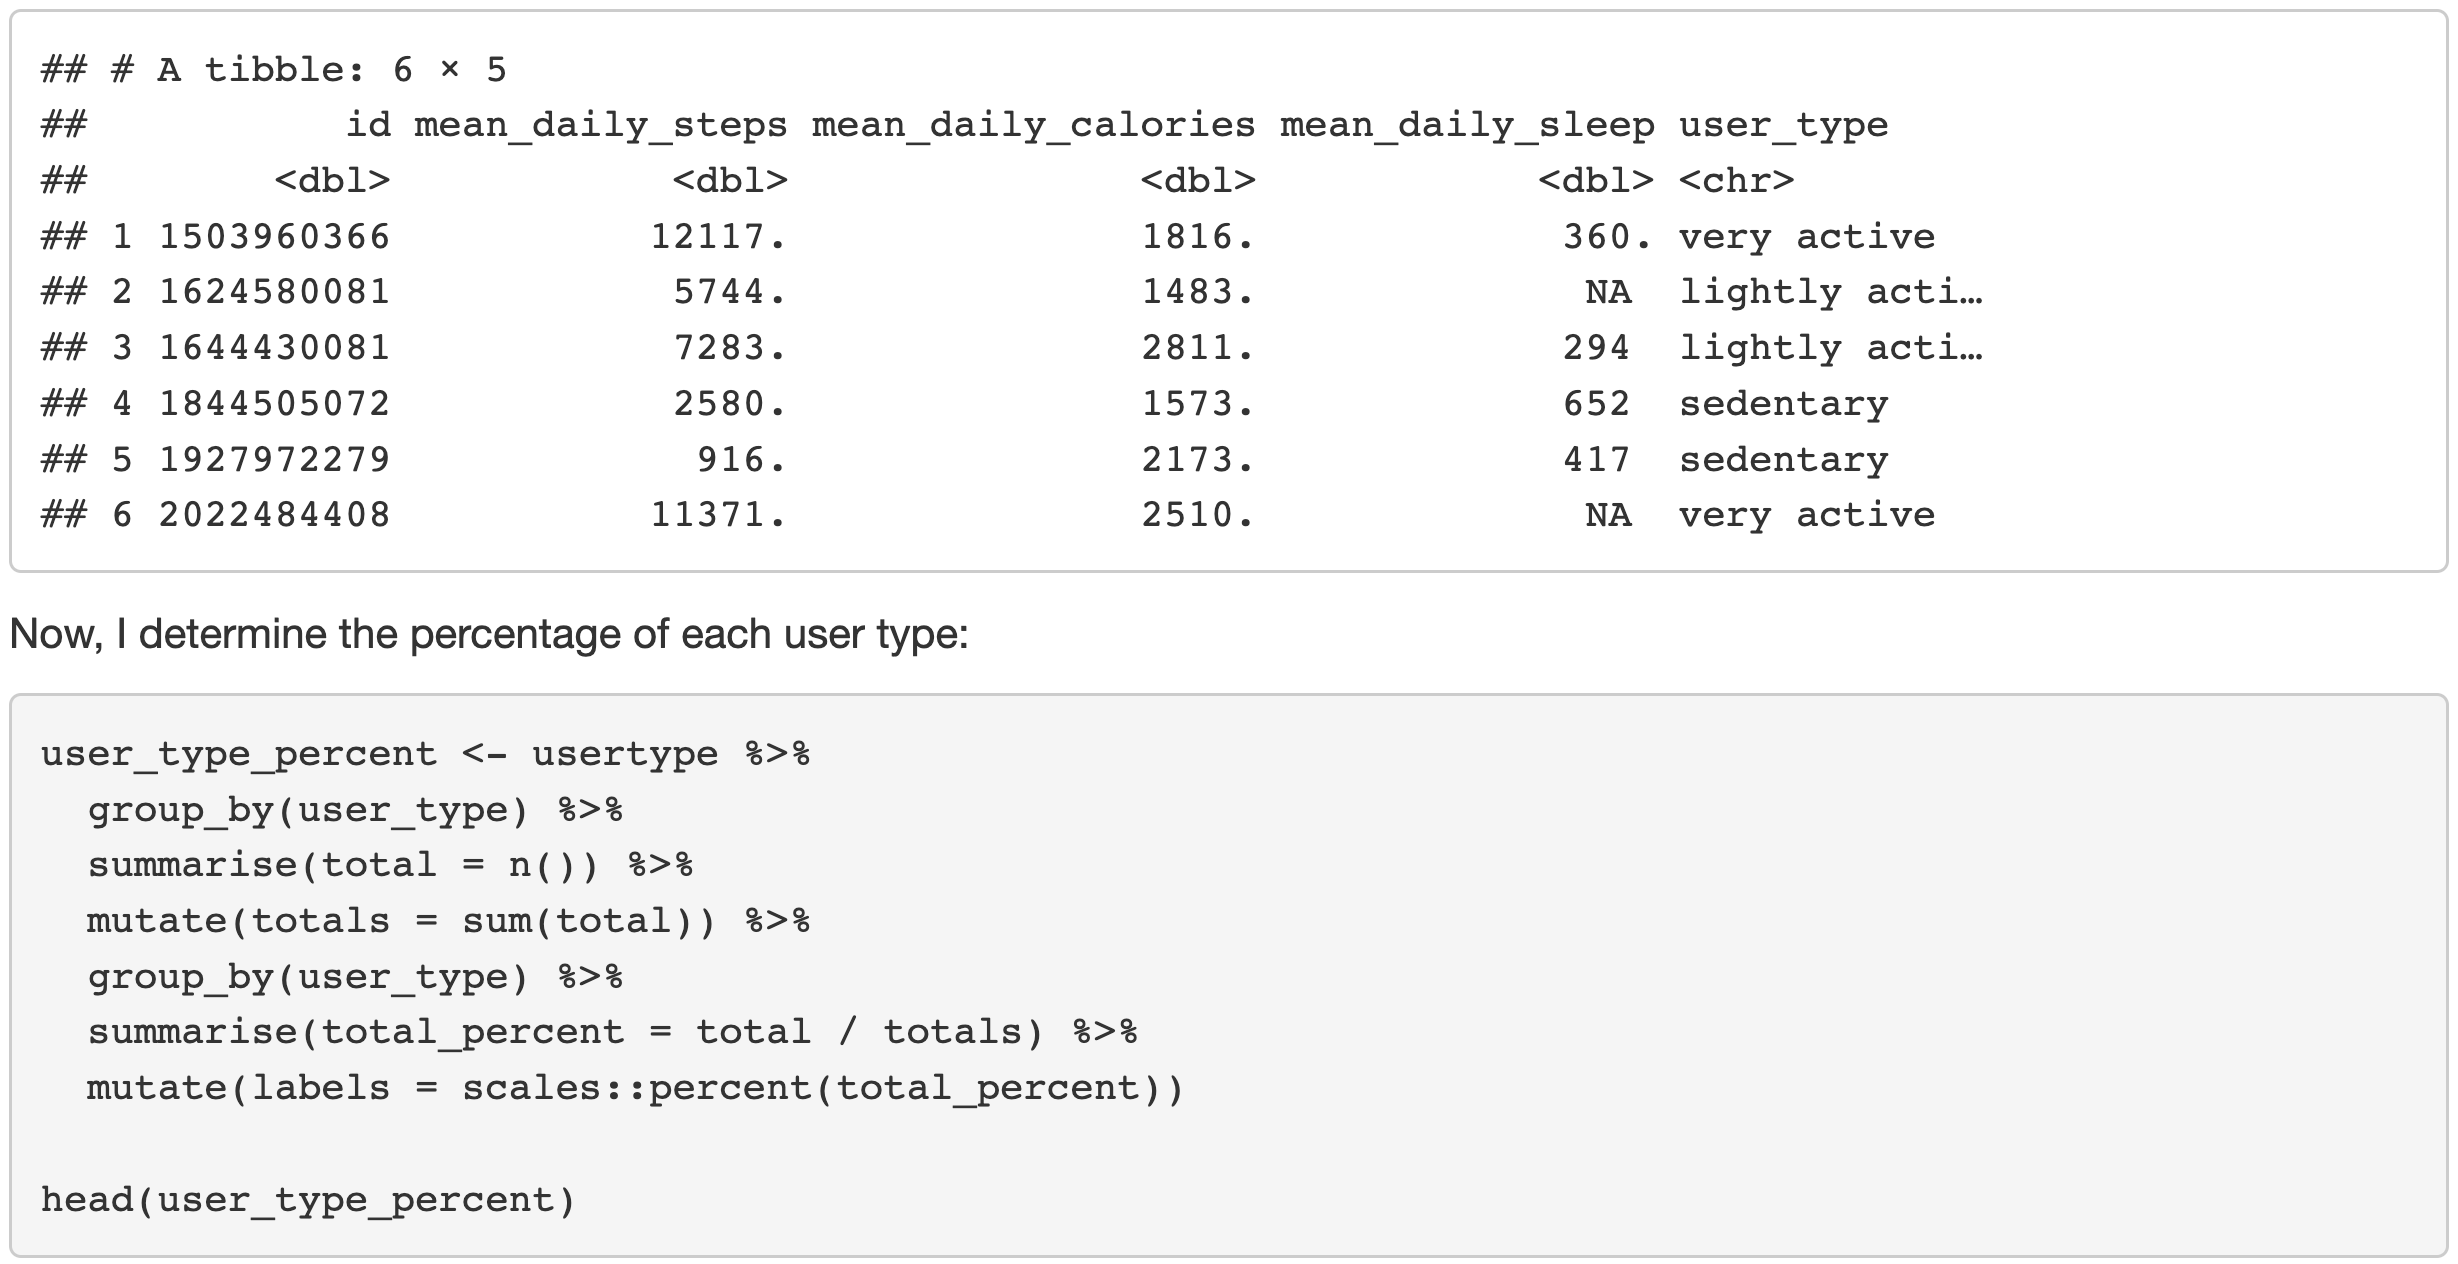 ## # A tibble: 6 × 5
##           id mean_daily_steps mean_daily_calories mean_daily_sleep user_type
##        <dbl>            <dbl>               <dbl>            <dbl> <chr>
## 1 1503960366           12117.               1816.             360. very active
## 2 1624580081            5744.               1483.              NA  lightly acti…
## 3 1644430081            7283.               2811.             294  lightly acti…
## 4 1844505072            2580.               1573.             652  sedentary
## 5 1927972279             916.               2173.             417  sedentary
## 6 2022484408           11371.               2510.              NA  very active
Now, I determine the percentage of each user type:
user_type_percent <- usertype %>%
  group_by(user_type) %>%
  summarise(total = n()) %>%
  mutate(totals = sum(total)) %>%
  group_by(user_type) %>%
  summarise(total_percent = total / totals) %>%
  mutate(labels = scales::percent(total_percent))
head(user_type_percent)